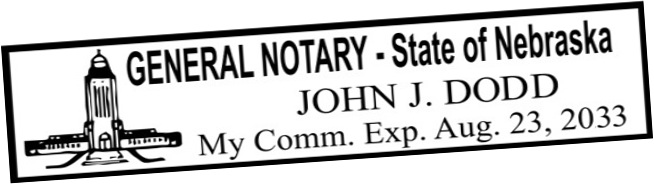 GENERAL NOTARY - State of Nebraska
JOHN J. DODD
My Comm. Exp. Aug. 23, 2033